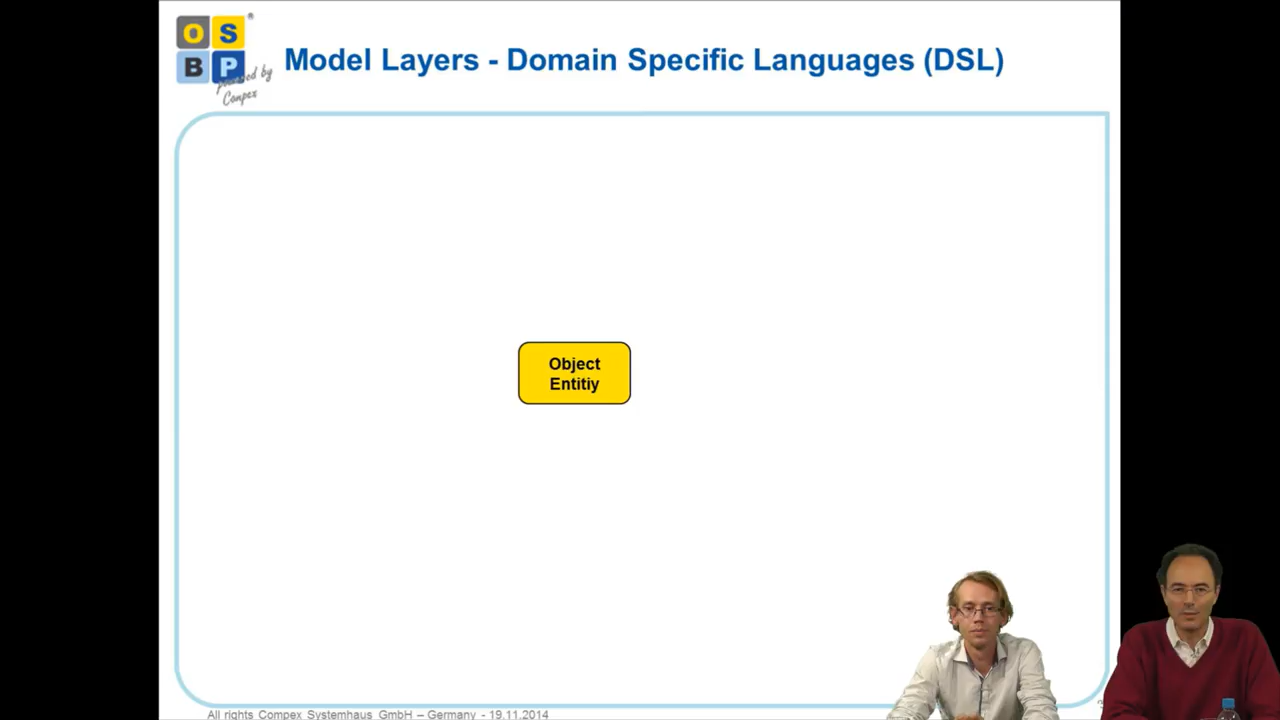 O S ®
B P
powered by
Compex
Model Layers - Domain Specific Languages (DSL)
Object
Entitiy
All rights Compex Systemhaus GmbH – Germany - 19.11.2014